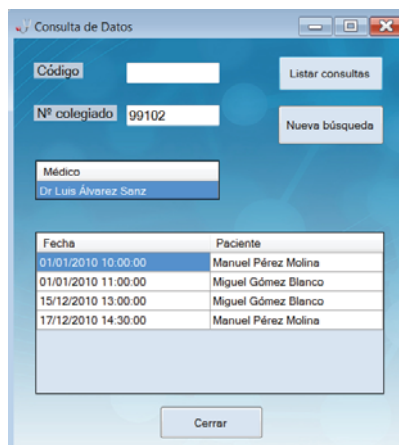 Consulta de Datos
Código
Listar consultas
Nº colegiado 99102
Nueva búsqueda
Médico
Dr Luis Álvarez Sanz
Fecha Paciente
01/01/2010 10:00:00 Manuel Pérez Molina
01/01/2010 11:00:00 Miguel Gómez Blanco
15/12/2010 13:00:00 Miguel Gómez Blanco
17/12/2010 14:30:00 Manuel Pérez Molina
Cerrar